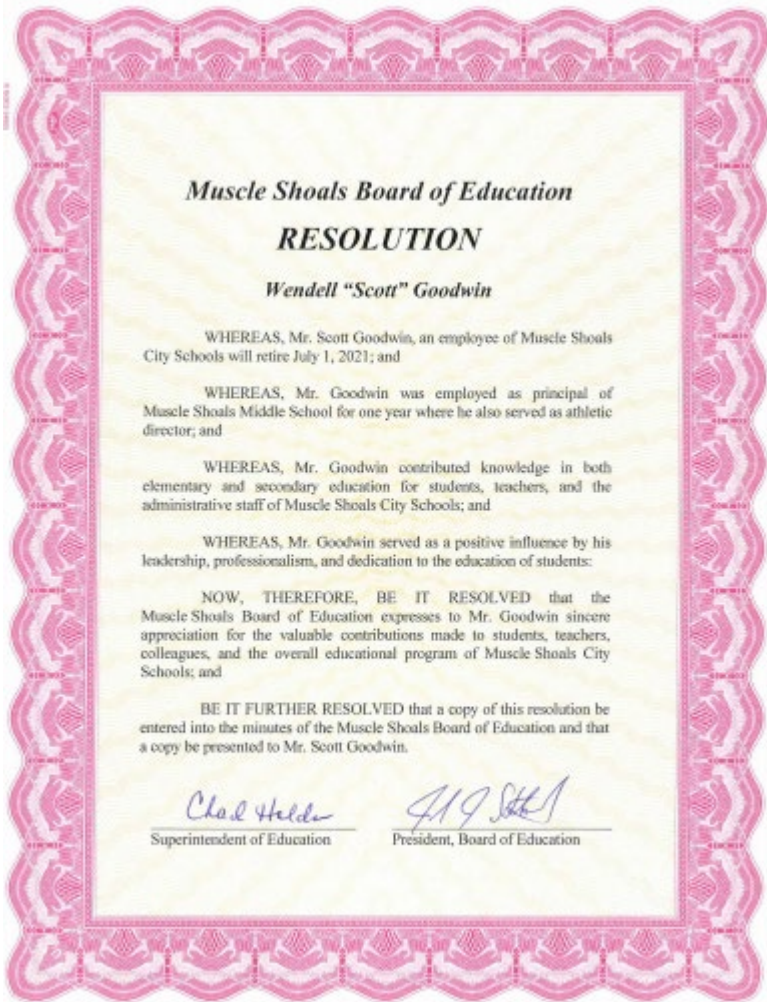 Muscle Shoals Board of Education
RESOLUTION
Wendell “Scott” Goodwin
WHEREAS, Mr. Scott Goodwin, an employee of Muscle Shoals
City Schools will retire July 1, 2021; and
WHEREAS, Mr. Goodwin was employed as principal of
Muscle Shoals Middle School for one year where he also served as athletic
director; and
WHEREAS, Mr. Goodwin contributed knowledge in both
elementary and secondary education for students, teachers, and the
administrative staff of Muscle Shoals City Schools; and
WHEREAS, Mr. Goodwin served as a positive influence by his
leadership, professionalism, and dedication to the education of students:
NOW, THEREFORE, BE IT RESOLVED that the
Muscle Shoals Board of Education expresses to Mr. Goodwin sincere
appreciation for the valuable contributions made to students, teachers,
colleagues, and the overall educational program of Muscle Shoals City
Schools; and
BE IT FURTHER RESOLVED that a copy of this resolution be
entered into the minutes of the Muscle Shoals Board of Education and that
a copy be presented to Mr. Scott Goodwin.
Chad Holden
Superintendent of Education
President, Board of Education